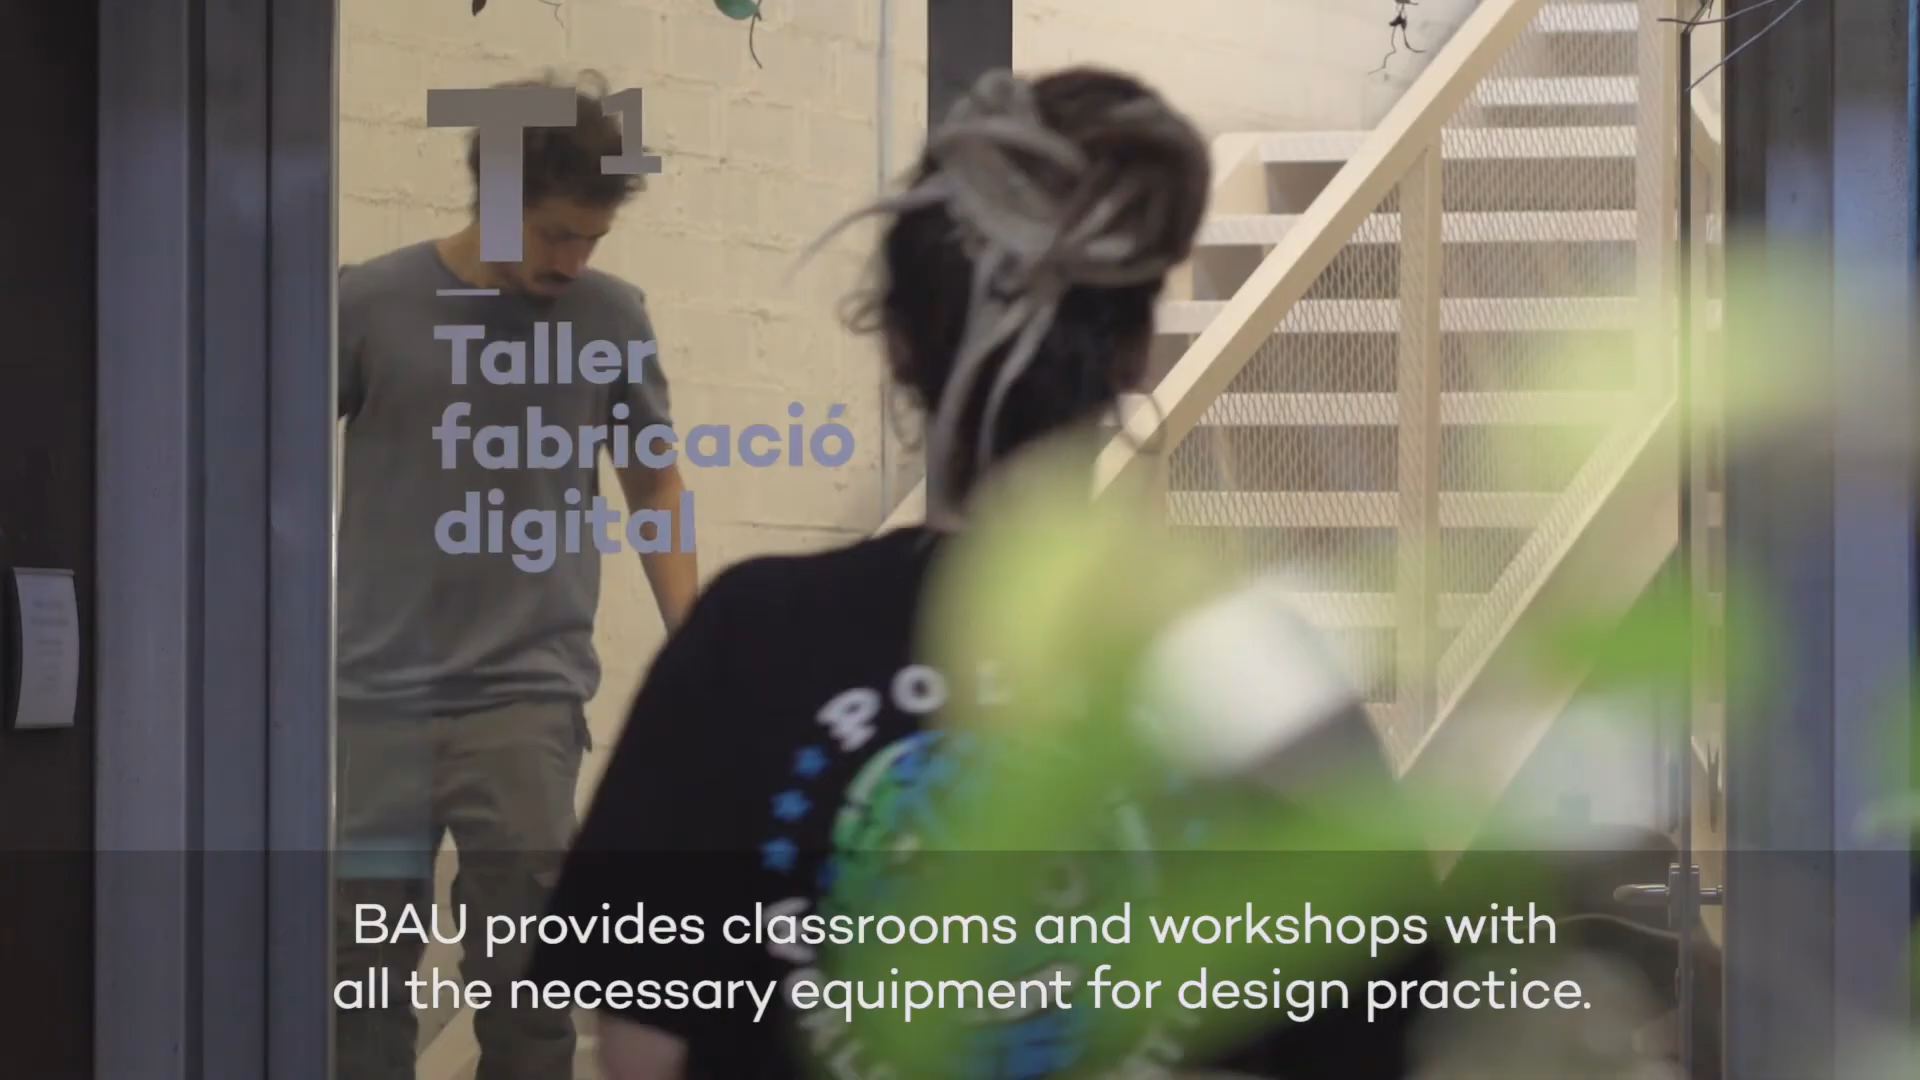 T¹
Taller
fabricació
digital
BAU provides classrooms and workshops with
all the necessary equipment for design practice.